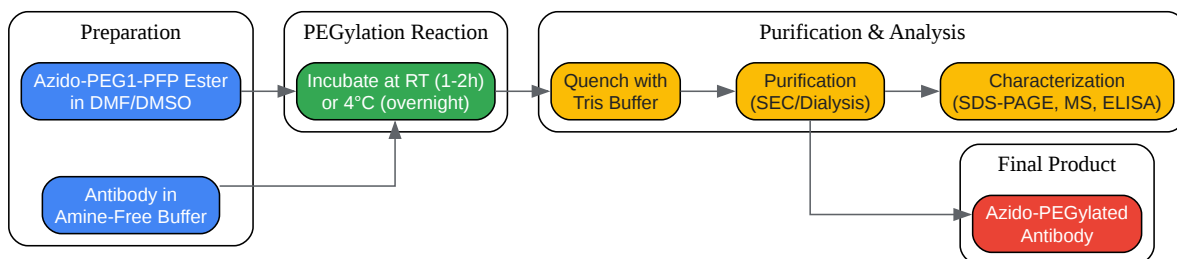 Preparation
Azido-PEG1-PFP Ester
in DMF/DMSO
Antibody in
Amine-Free Buffer
PEGylation Reaction
Incubate at RT (1-2h)
or 4°C (overnight)
Purification & Analysis
Quench with
Tris Buffer
Purification
(SEC/Dialysis)
Characterization
(SDS-PAGE, MS, ELISA)
Final Product
Azido-PEGylated
Antibody